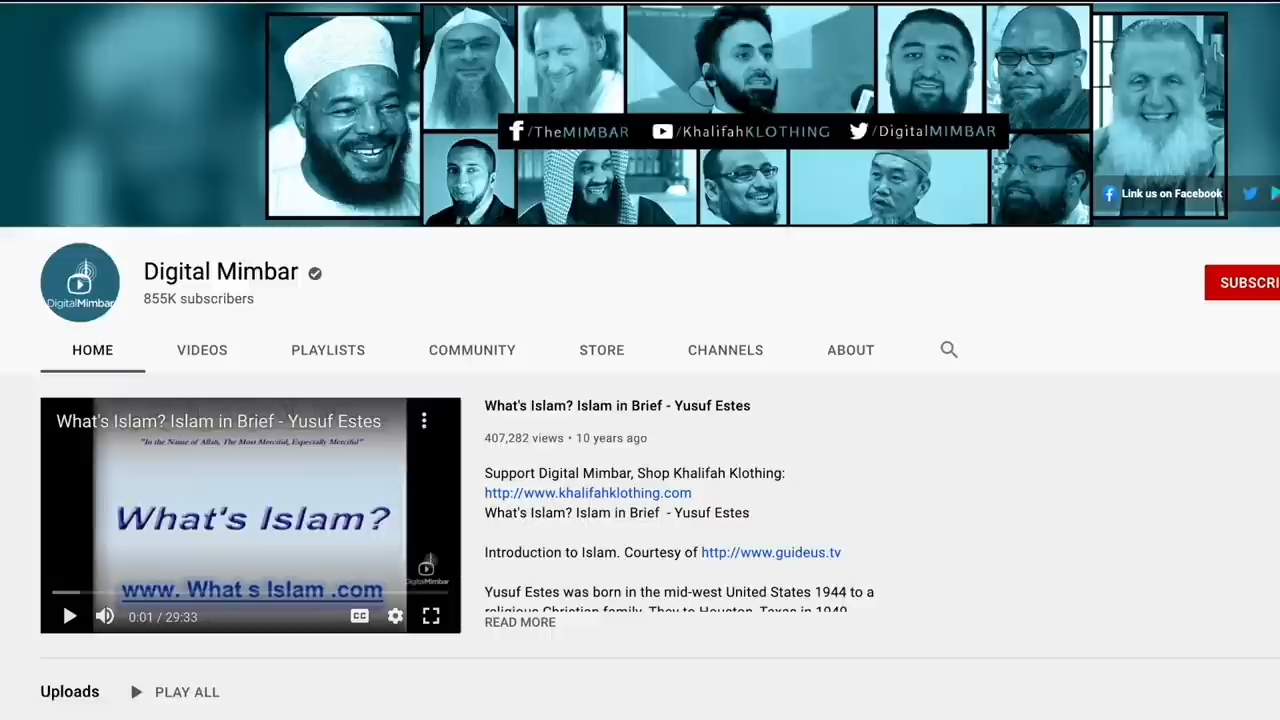 /TheMIMBAR /KhalifahKLOTHING /DigitalMIMBAR
Link us on Facebook
DigitalMimbar
Digital Mimbar
855K subscribers
SUBSCRI
HOME VIDEOS PLAYLISTS COMMUNITY STORE CHANNELS ABOUT
What's Islam? Islam in Brief - Yusuf Estes
"In the Name of Allah, The Most Merciful, Especially Merciful"
What's Islam?
www. What s Islam .com
DigitalMimbar
0:01 / 29:33
CC
What's Islam? Islam in Brief - Yusuf Estes
407,282 views • 10 years ago
Support Digital Mimbar, Shop Khalifah Klothing:
http://www.khalifahklothing.com
What's Islam? Islam in Brief - Yusuf Estes
Introduction to Islam. Courtesy of http://www.guideus.tv
Yusuf Estes was born in the mid-west United States 1944 to a
religious Christian family. They to Houston, Texas in 1949
READ MORE
Uploads PLAY ALL